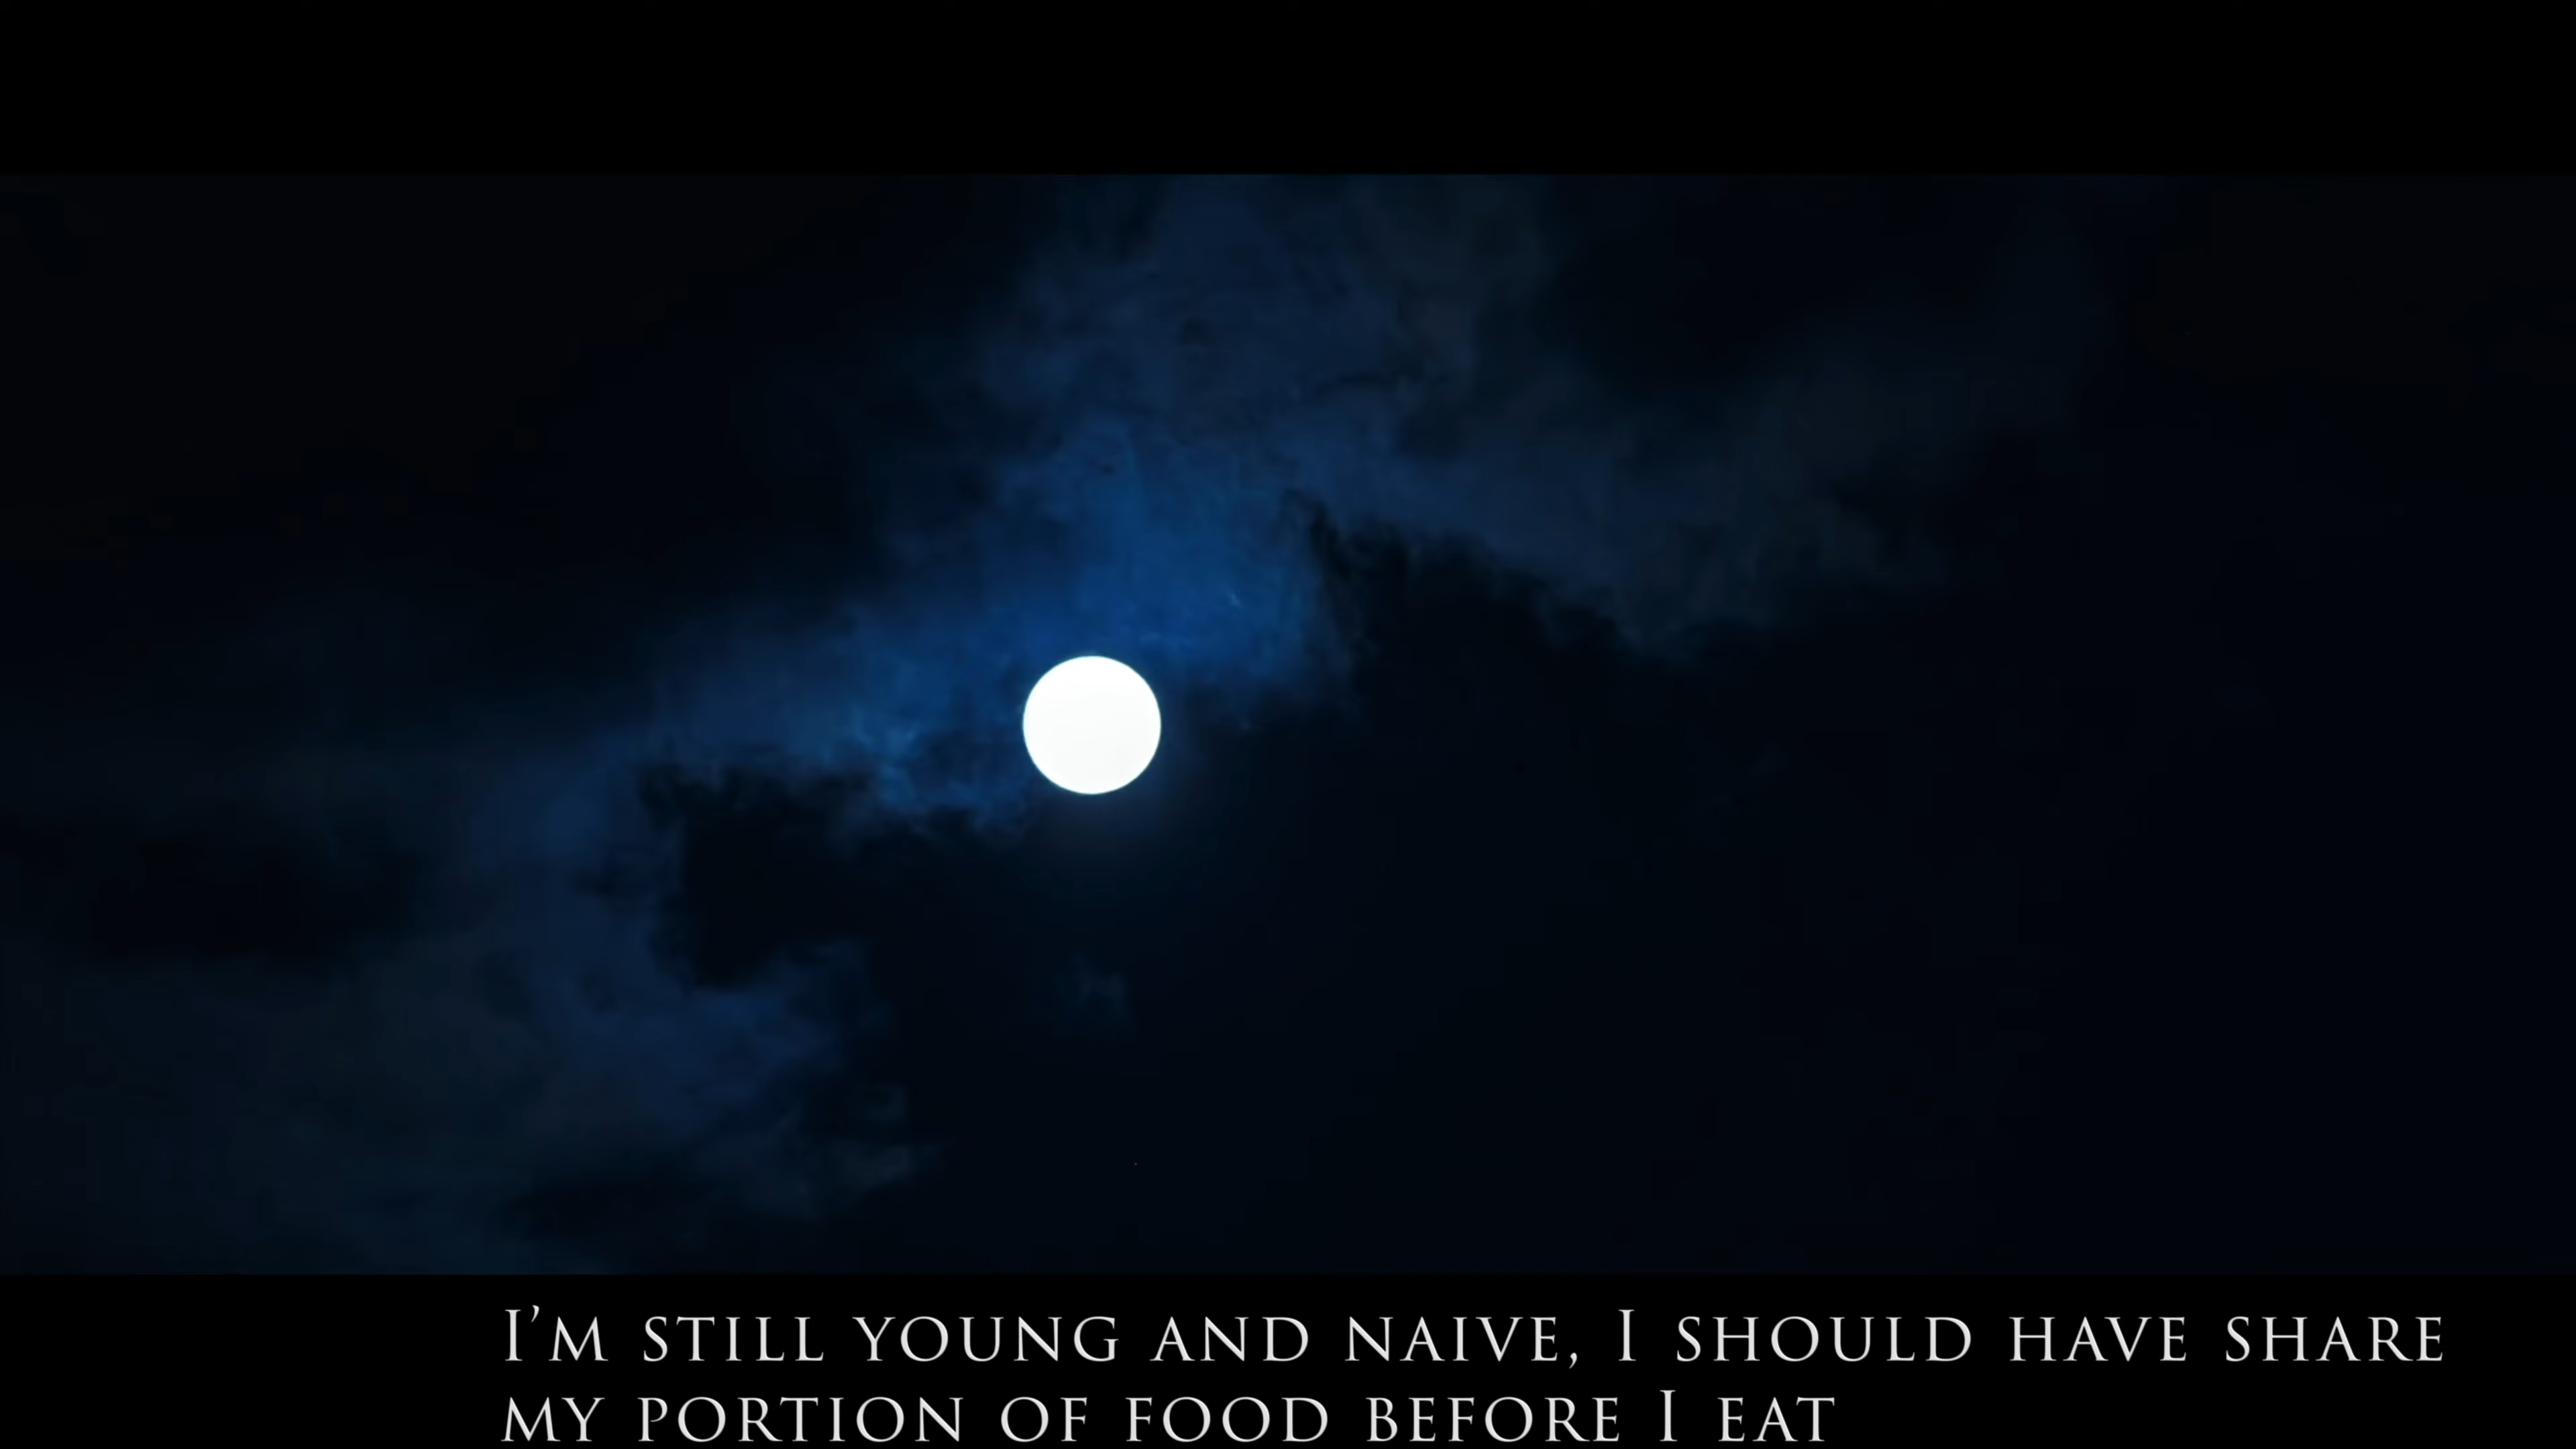 I'm still young and naive, I should have share
my portion of food before I eat